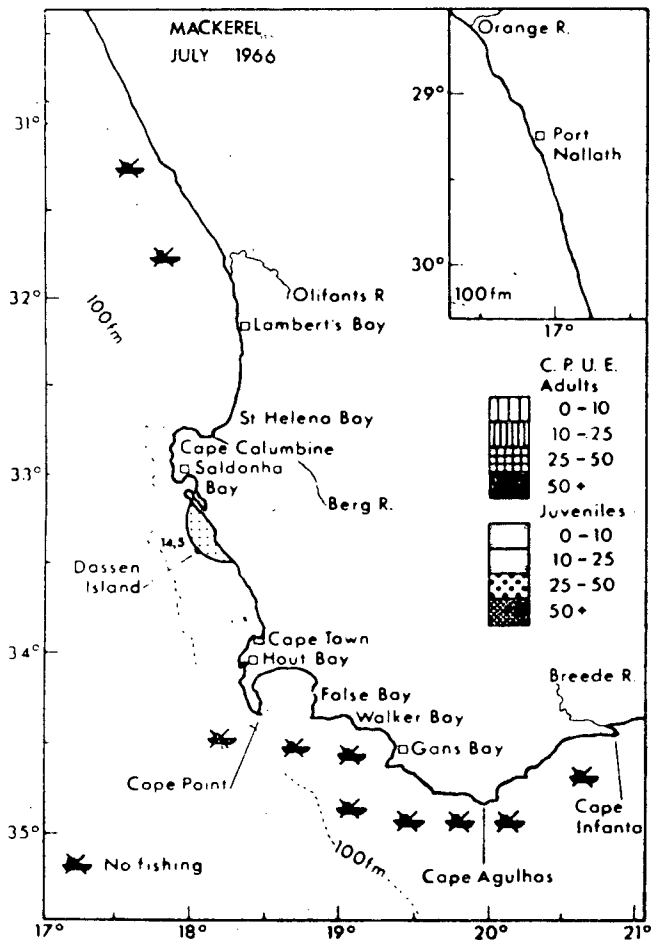 MACKEREL
JULY 1966
Orange R.
29°
Port
Nallath
30°
100fm
17°
31°
32°
33°
34°
35°
100fm
Olifants R
Lambert's Bay
St Helena Bay
Cape Calumbine
Saldanha
Bay
Berg R.
14,5
Dassen
Island
Cape Town
Hout Bay
False Bay
Walker Bay
Gans Bay
Breede R.
Cape Point
Cape
Infanta
Cape Agulhas
100fm
No fishing
C. P. U. E.
Adults
0-10
10-25
25-50
50+
Juveniles
0-10
10-25
25-50
50+
17° 18° 19° 20° 21°